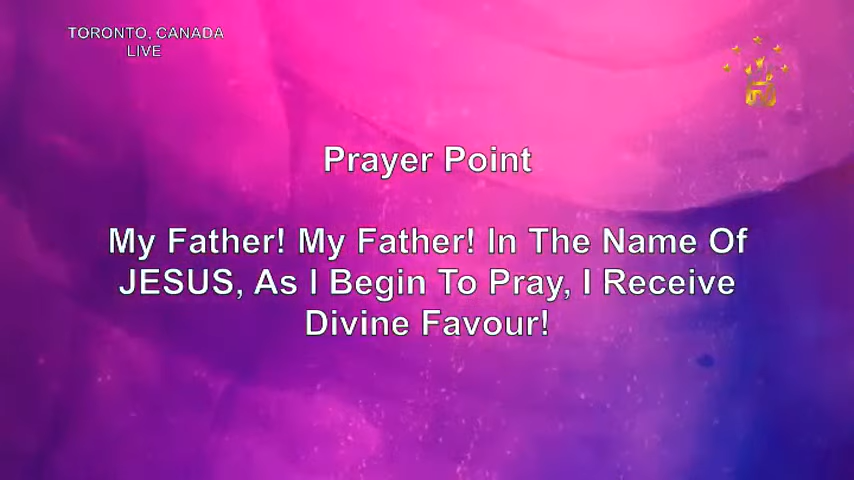 TORONTO, CANADA
LIVE
Prayer Point
My Father! My Father! In The Name Of
JESUS, As I Begin To Pray, I Receive
Divine Favour!